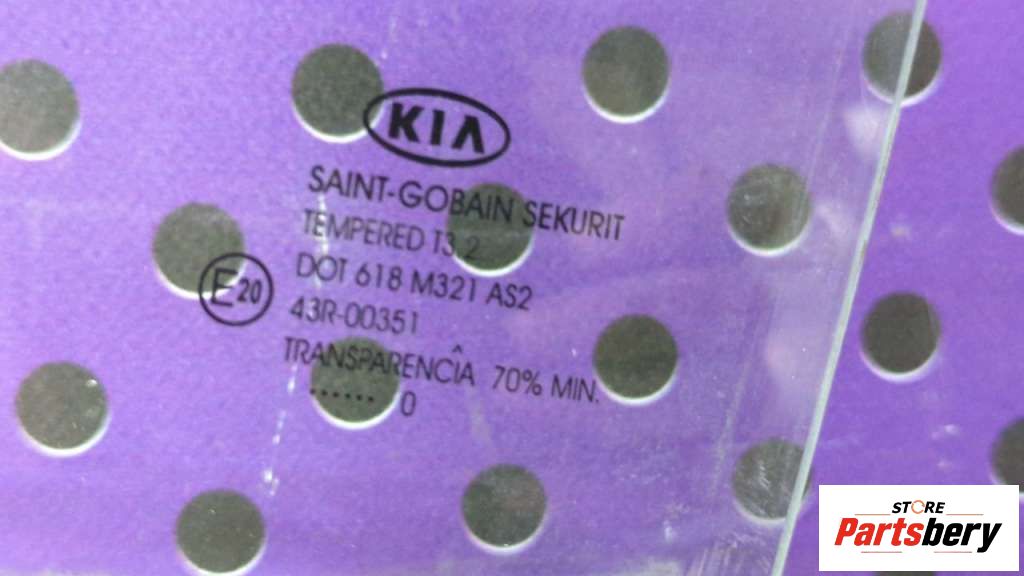 KIA
SAINT-GOBAIN SEKURIT
TEMPERED T3.2
DOT 618 M321 AS2
E20
43R-00351
TRANSPARENCÎA 70% MIN.
...... 0
STORE
Partsbery